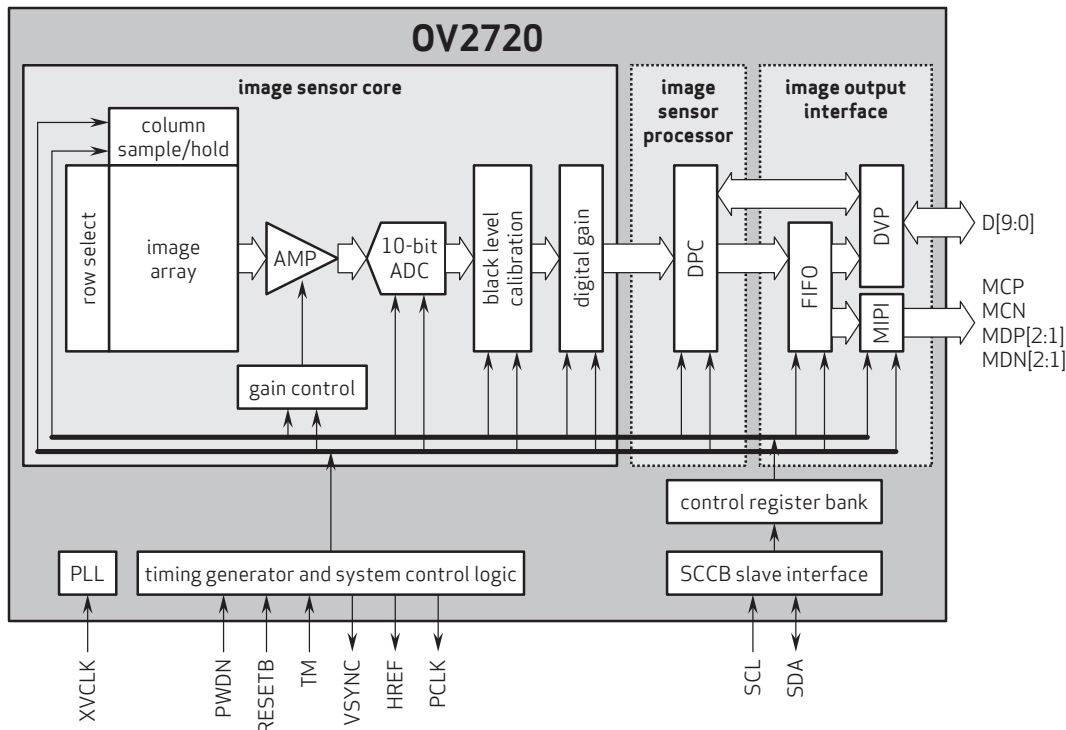 OV2720
image sensor core
image
sensor
processor
image output
interface
column
sample/hold
row select
image
array
AMP
10-bit
ADC
black level
calibration
digital gain
DPC
FIFO
DVP
MIPI
D[9:0]
MCP
MCN
MDP[2:1]
MDN[2:1]
gain control
control register bank
PLL
timing generator and system control logic
SCCB slave interface
XVCLK
PWDN
RESETB
TM
VSYNC
HREF
PCLK
SCL
SDA